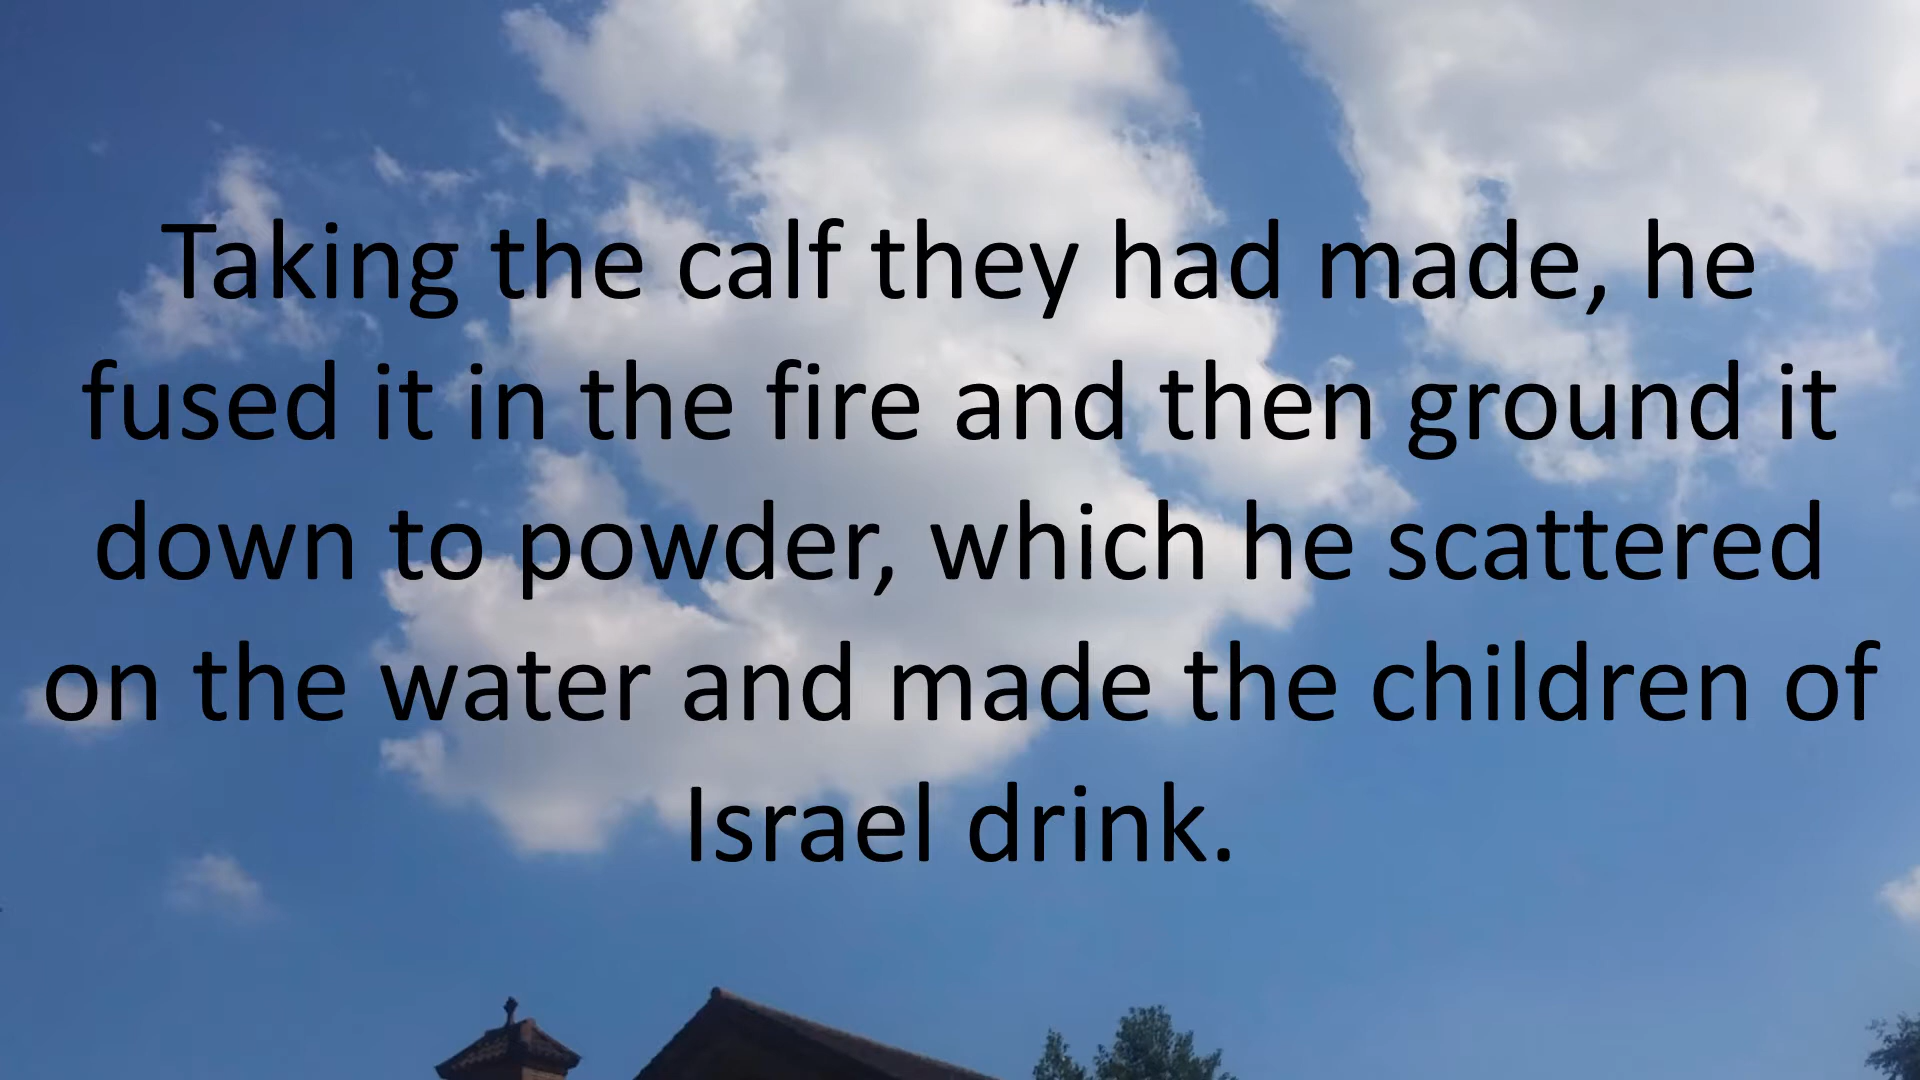 Taking the calf they had made, he
fused it in the fire and then ground it
down to powder, which he scattered
on the water and made the children of
Israel drink.